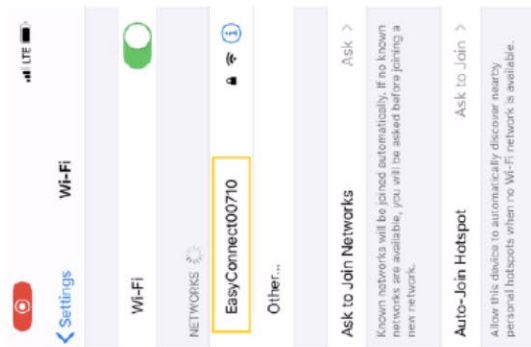 LTE
Settings
Wi-Fi
Wi-Fi
NETWORKS
EasyConnect00710
Other...
Ask to Join Networks
Ask
Known networks will be joined automatically. If no known
networks are available, you will be asked before joining a
new network.
Auto-Join Hotspot
Ask to Join
Allow this device to automatically discover nearby
personal hotspots when no Wi-Fi network is available.